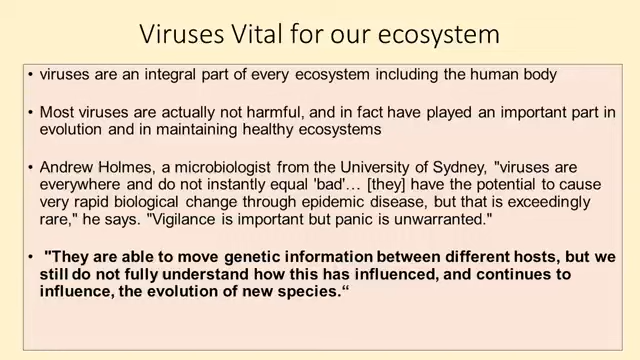 Viruses Vital for our ecosystem
• viruses are an integral part of every ecosystem including the human body
• Most viruses are actually not harmful, and in fact have played an important part in
evolution and in maintaining healthy ecosystems
• Andrew Holmes, a microbiologist from the University of Sydney, "viruses are
everywhere and do not instantly equal 'bad'… [they] have the potential to cause
very rapid biological change through epidemic disease, but that is exceedingly
rare," he says. "Vigilance is important but panic is unwarranted."
• "They are able to move genetic information between different hosts, but we
still do not fully understand how this has influenced, and continues to
influence, the evolution of new species.“